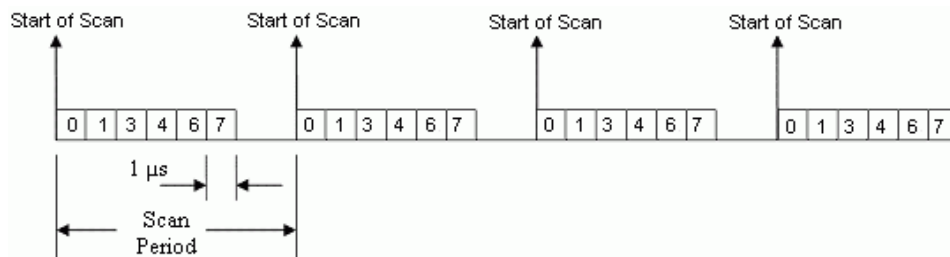 Start of Scan Start of Scan Start of Scan Start of Scan
0 1 3 4 6 7 0 1 3 4 6 7 0 1 3 4 6 7 0 1 3 4 6 7
1 μs
Scan
Period